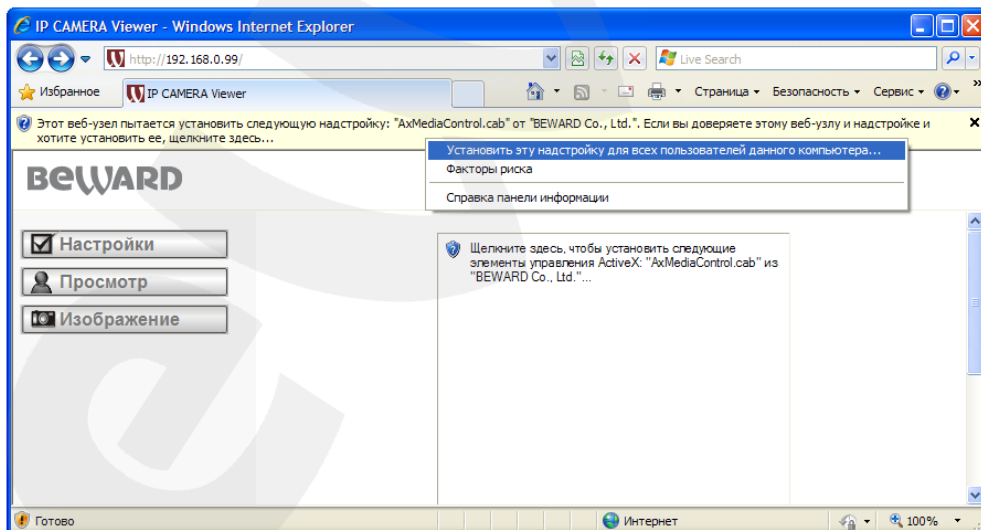 IP CAMERA Viewer - Windows Internet Explorer
http://192.168.0.99/
Live Search
Избранное
IP CAMERA Viewer
Страница
Безопасность
Сервис
»
Этот веб-узел пытается установить следующую надстройку: "AxMediaControl.cab" от "BEWARD Co., Ltd.". Если вы доверяете этому веб-узлу и надстройке и
хотите установить ее, щелкните здесь...
Установить эту надстройку для всех пользователей данного компьютера...
Факторы риска
Справка панели информации
BEWARD
Настройки
Просмотр
Изображение
Щелкните здесь, чтобы установить следующие
элементы управления ActiveX: "AxMediaControl.cab" из
"BEWARD Co., Ltd."...
Готово
Интернет
100%